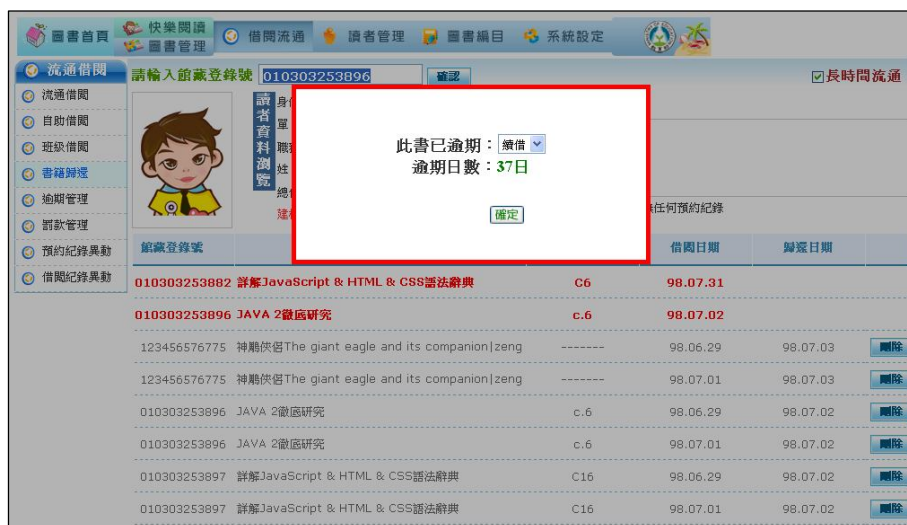 圖書首頁
快樂閱讀
圖書管理
借閱流通
讀者管理
圖書編目
系統設定
流通借閱
流通借閱
自助借閱
班級借閱
書籍歸還
逾期管理
罰款管理
預約紀錄異動
借閱紀錄異動
請輸入館藏登錄號 010303253896 確認
☑長時間流通
讀者資料瀏覽
此書已逾期：續借
逾期日數：37日
確定
任何預約紀錄
館藏登錄號 借閱日期 歸還日期
010303253882 詳解JavaScript & HTML & CSS語法辭典 C6 98.07.31
010303253896 JAVA 2徹底研究 c.6 98.07.02
123456576775 神鵰俠侶The giant eagle and its companion|zeng ------- 98.06.29 98.07.03 刪除
123456576775 神鵰俠侶The giant eagle and its companion|zeng ------- 98.07.01 98.07.03 刪除
010303253896 JAVA 2徹底研究 c.6 98.06.29 98.07.02 刪除
010303253896 JAVA 2徹底研究 c.6 98.07.01 98.07.02 刪除
010303253897 詳解JavaScript & HTML & CSS語法辭典 C16 98.06.29 98.07.02 刪除
010303253897 詳解JavaScript & HTML & CSS語法辭典 C16 98.07.01 98.07.02 刪除